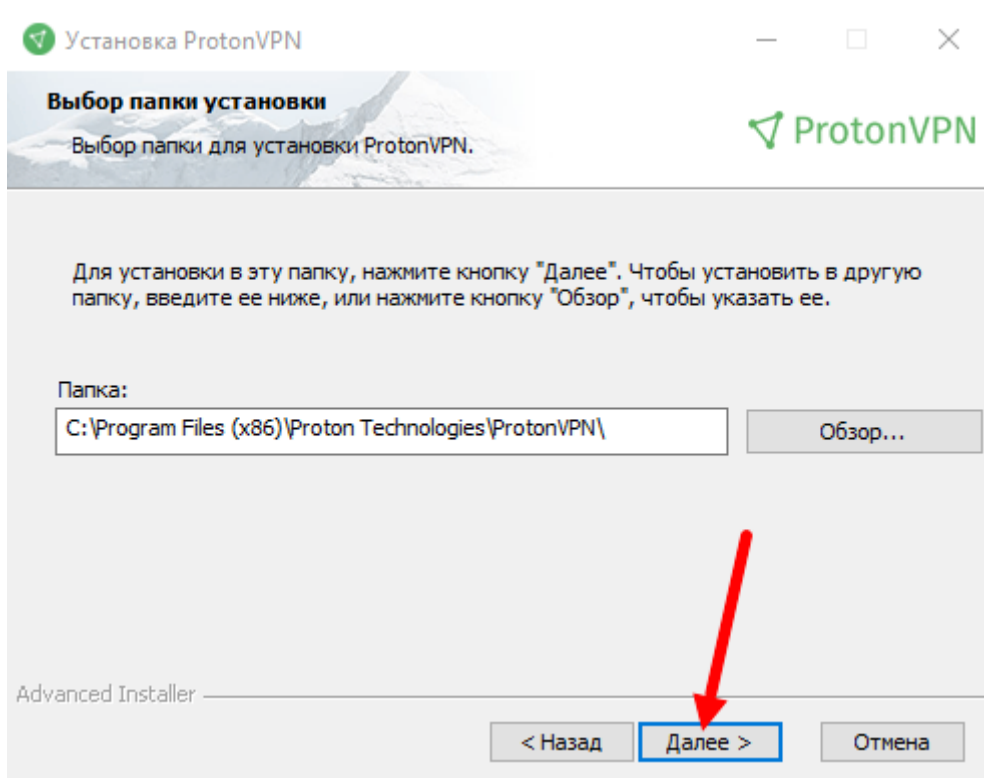 Установка ProtonVPN
Выбор папки установки
Выбор папки для установки ProtonVPN.
ProtonVPN
Для установки в эту папку, нажмите кнопку "Далее". Чтобы установить в другую
папку, введите ее ниже, или нажмите кнопку "Обзор", чтобы указать ее.
Папка:
C:\Program Files (x86)\Proton Technologies\ProtonVPN\
Обзор...
Advanced Installer
< Назад
Далее >
Отмена